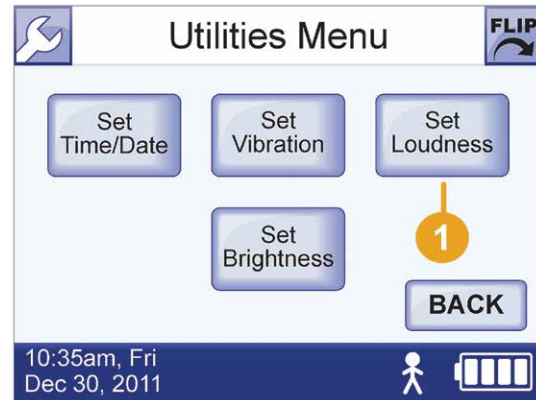 Utilities Menu
FLIP
Set
Time/Date
Set
Vibration
Set
Loudness
Set
Brightness
1
BACK
10:35am, Fri
Dec 30, 2011